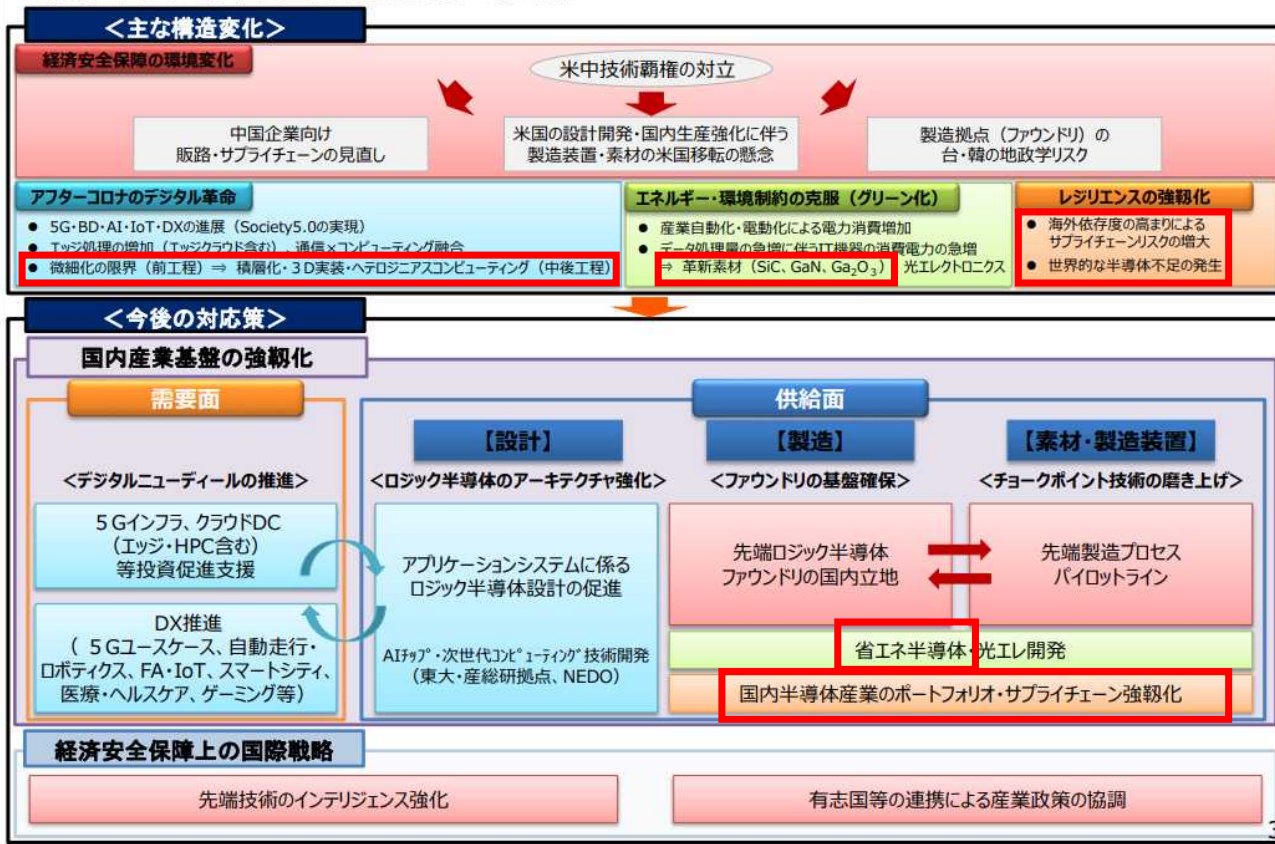 <主な構造変化>
経済安全保障の環境変化
米中技術覇権の対立
中国企業向け
販路・サプライチェーンの見直し
米国の設計開発・国内生産強化に伴う
製造装置・素材の米国移転の懸念
製造拠点（ファウンドリ）の
台・韓の地政学リスク
アフターコロナのデジタル革命
● 5G・BD・AI・IoT・DXの進展（Society5.0の実現）
● エッジ処理の増加（エッジクラウド含む）、通信×コンピューティング融合
● 微細化の限界（前工程）⇒ 積層化・３D実装・ヘテロジニアスコンピューティング（中後工程）
エネルギー・環境制約の克服（グリーン化）
● 産業自動化・電動化による電力消費増加
● データ処理量の急増に伴うIT機器の消費電力の急増
⇒ 革新素材（SiC、GaN、Ga₂O₃） 光エレクトロニクス
レジリエンスの強靱化
● 海外依存度の高まりによる
サプライチェーンリスクの増大
● 世界的な半導体不足の発生
<今後の対応策>
国内産業基盤の強靱化
需要面
<デジタルニューディールの推進>
５Gインフラ、クラウドDC
（エッジ・HPC含む）
等投資促進支援
DX推進
（５Gユースケース、自動走行・
ロボティクス、FA・IoT、スマートシティ、
医療・ヘルスケア、ゲーミング等）
供給面
【設計】
<ロジック半導体のアーキテクチャ強化>
アプリケーションシステムに係る
ロジック半導体設計の促進
AIﾁｯﾌﾟ・次世代ｺﾝﾋﾟｭｰﾃｨﾝｸﾞ技術開発
（東大・産総研拠点、NEDO）
【製造】
<ファウンドリの基盤確保>
先端ロジック半導体
ファウンドリの国内立地
【素材・製造装置】
<チョークポイント技術の磨き上げ>
先端製造プロセス
パイロットライン
省エネ半導体・光エレ開発
国内半導体産業のポートフォリオ・サプライチェーン強靱化
経済安全保障上の国際戦略
先端技術のインテリジェンス強化
有志国等の連携による産業政策の協調